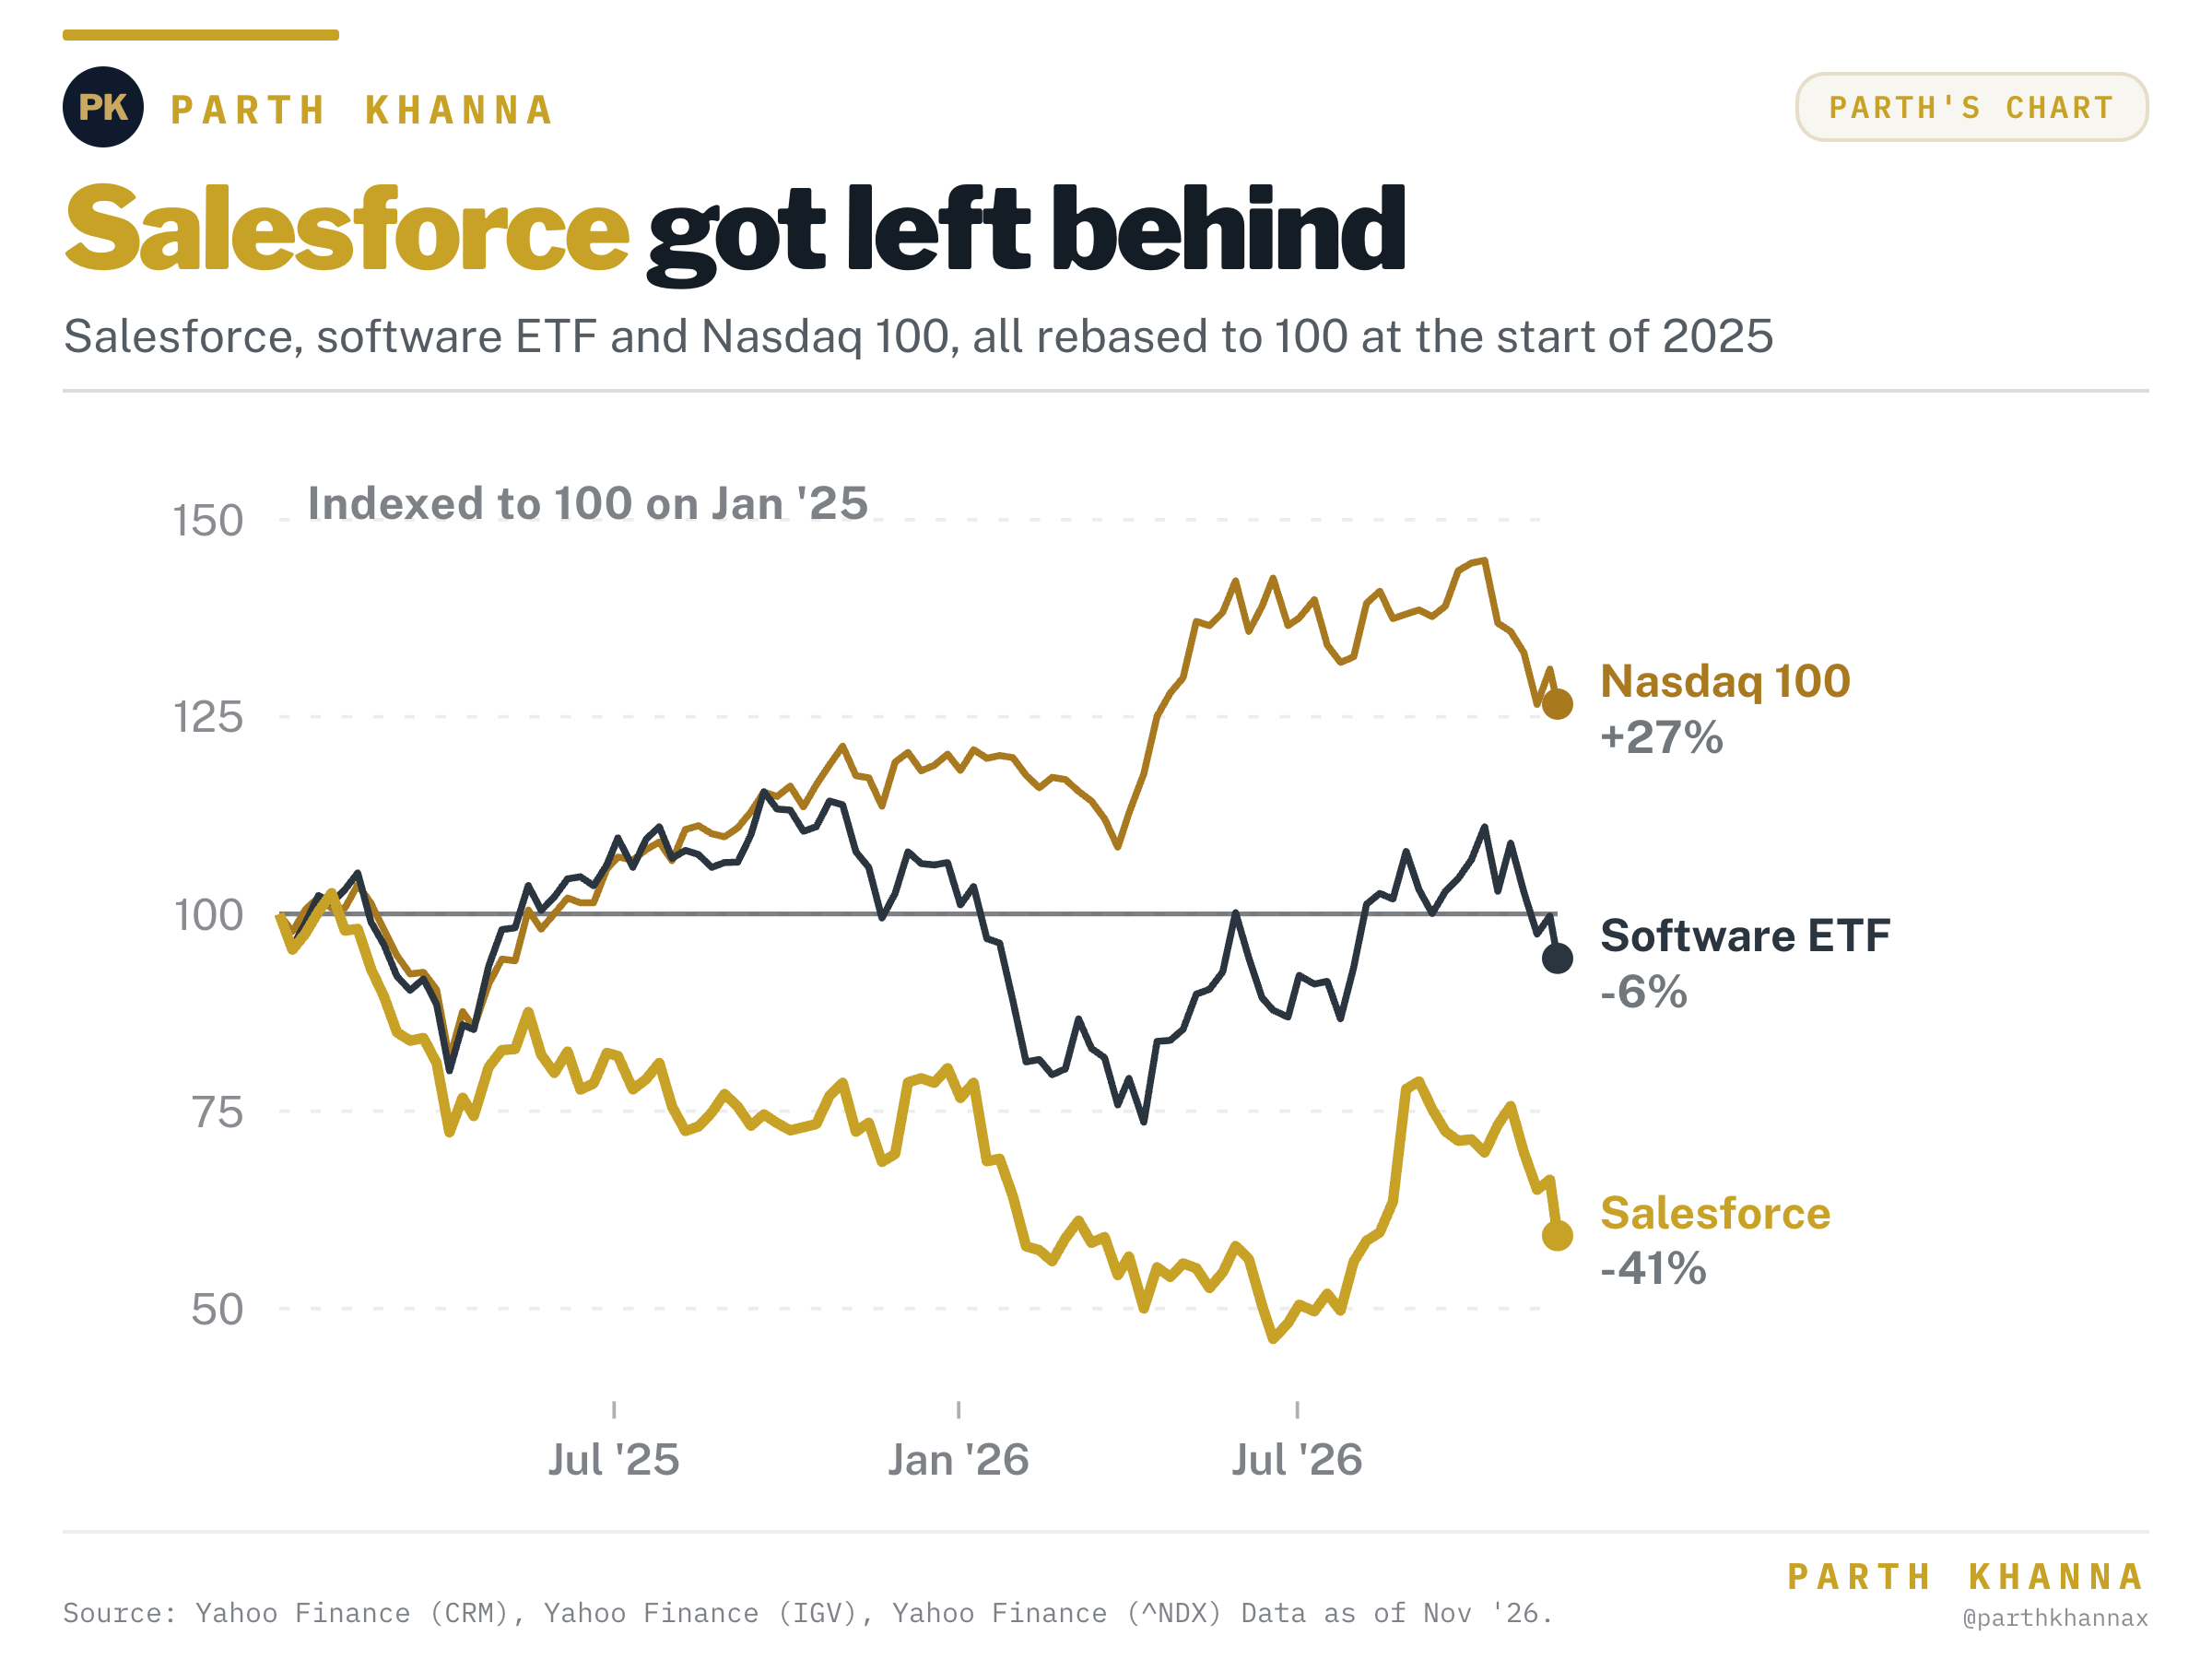 PK
PARTH KHANNA
PARTH'S CHART
Salesforce got left behind
Salesforce, software ETF and Nasdaq 100, all rebased to 100 at the start of 2025
Indexed to 100 on Jan '25
150
125
100
75
50
Nasdaq 100
+27%
Software ETF
-6%
Salesforce
-41%
Jul '25
Jan '26
Jul '26
PARTH KHANNA
Source: Yahoo Finance (CRM), Yahoo Finance (IGV), Yahoo Finance (^NDX) Data as of Nov '26.
@parthkhannax